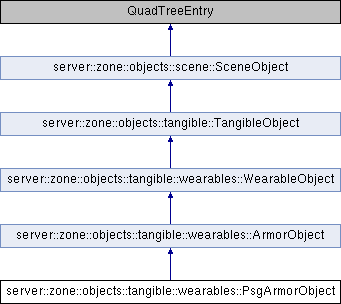 QuadTreeEntry
server::zone::objects::scene::SceneObject
server::zone::objects::tangible::TangibleObject
server::zone::objects::tangible::wearables::WearableObject
server::zone::objects::tangible::wearables::ArmorObject
server::zone::objects::tangible::wearables::PsgArmorObject